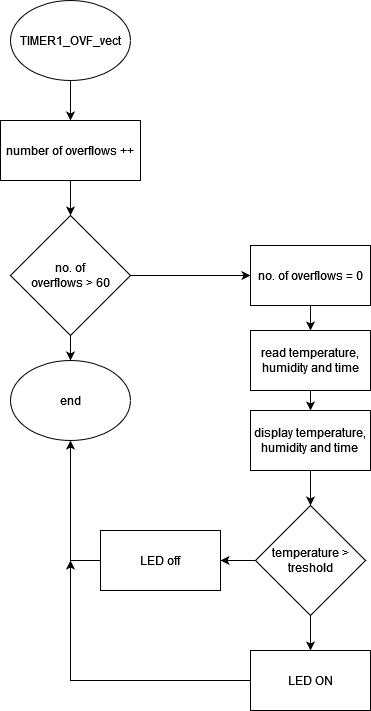 TIMER1_OVF_vect
number of overflows ++
no. of
overflows > 60
no. of overflows = 0
end
read temperature,
humidity and time
display temperature,
humidity and time
temperature >
treshold
LED off
LED ON